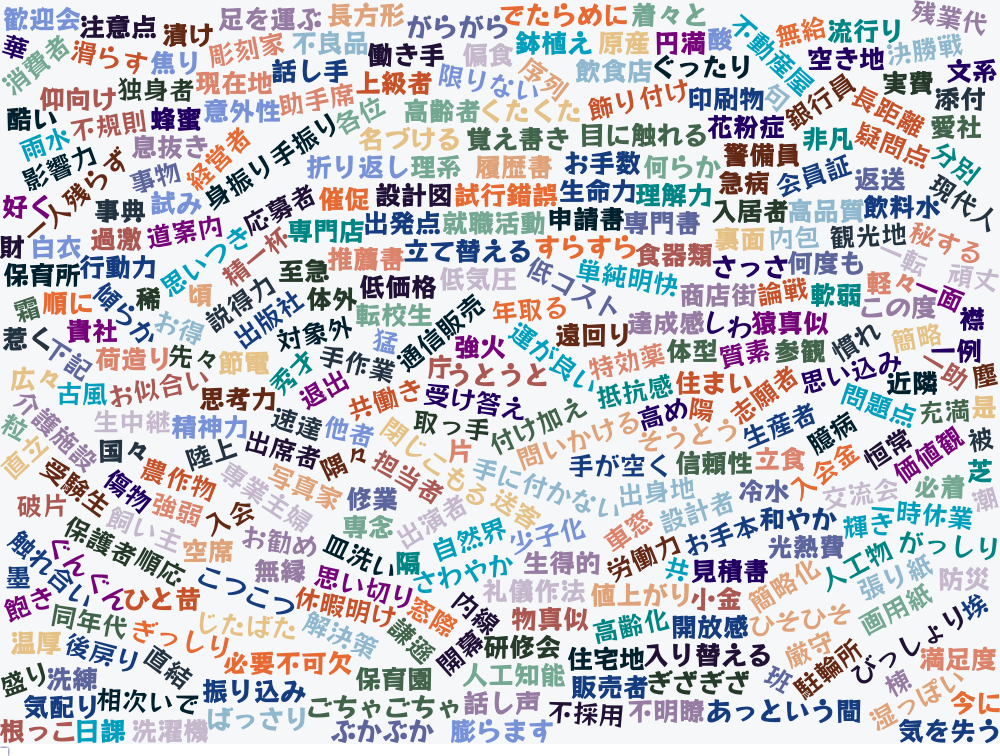 歓迎会
注意点
漬け
足を運ぶ
長方形
がらがら
でたらめに
着々と
不動産屋
無給
流行り
残業代
華
消費者
滑らす
焦り
彫刻家
不良品
働き手
偏食
鉢植え
原産
円満
酸
空き地
決勝戦
文系
仰向け
独身者
現在地
話し手
上級者
限りない
序列
飲食店
ぐったり
印刷物
句
銀行員
長距離
実費
添付
酷い
雨水
不規則
蜂蜜
意外性
助手席
各位
高齢者
くたくた
飾り付け
花粉症
非凡
疑問点
愛社
分別
影響力
息抜き
経営者
身振り手振り
名づける
覚え書き
目に触れる
折り返し
理系
履歴書
お手数
何らか
警備員
会員証
返送
現代人
好く
一人残らず
事物
事典
試み
応募者
催促
設計図
試行錯誤
生命力
理解力
急病
入居者
高品質
飲料水
財
白衣
過激
道案内
思いつき
精一杯
専門店
出発点
就職活動
申請書
専門書
裏面
内包
観光地
秘する
保育所
行動力
至急
推薦書
立て替える
すらすら
食器類
さっさ
何度も
一転
頑丈
霜
順に
傾らか
稀
頃
説得力
出版社
体外
低価格
低気圧
低コスト
単純明快
商店街
論戦
軟弱
軽々
この度
一面
襟
惹く
下記
貴社
お得
対象外
転校生
猛
通信販売
年取る
運が良い
遠回り
達成感
しわ
猿真似
慣れ
簡略
一例
荷造り
先々
節電
秀才
手作業
庁
強火
うとうと
特効薬
体型
質素
参観
思い込み
一助
塵
広々
古風
お似合い
思考力
退出
共働き
受け答え
抵抗感
住まい
志願者
近隣
問題点
充満
是
粒
介護施設
生中継
精神力
速達
他者
閉じこもる
取っ手
付け加え
問いかける
高め
陽
そうとう
生産者
臆病
恒常
価値観
被
直立
国々
陸上
出席者
隅々
担当者
片
手が空く
信頼性
立食
入会金
芝
受験生
傷物
農作物
専業主婦
写真家
修業
手に付かない
出身地
冷水
交流会
必着
潮
破片
強弱
入会
飼い主
専念
出演者
送客
少子化
車窓
設計者
お手本
和やか
輝き
一時休業
保護者
順応
空席
お勧め
皿洗い
隔
自然界
労働力
光熱費
人工物
がっしり
触れ合い
ぐんぐん
無縁
思い切り
さわやか
生得的
共
見積書
張り紙
防災
墨
飽き
ひと昔
こっこつ
休暇明け
窓際
内線
礼儀作法
値上がり
小金
簡略化
画用紙
埃
同年代
ぎっしり
じたばた
解決策
謙遜
開幕
物真似
高齢化
開放感
ひそひそ
びっしょり
温厚
後戻り
直結
必要不可欠
研修会
住宅地
入り替える
厳守
駐輪所
満足度
盛り
洗練
振り込み
保育園
人工知能
販売者
ぎざぎざ
班
棟
湿っぽい
今に
気配り
相次いで
ばっさり
ごちゃごちゃ
話し声
不採用
不明瞭
あっという間
気を失う
根っこ
日課
洗濯機
ぷかぷか
膨らます